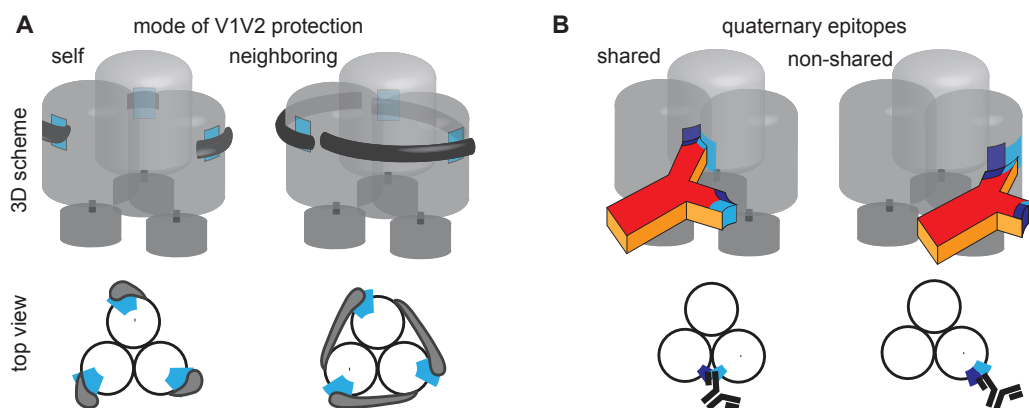 A mode of V1V2 protection
self neighboring
3D scheme
top view
B quaternary epitopes
shared non-shared